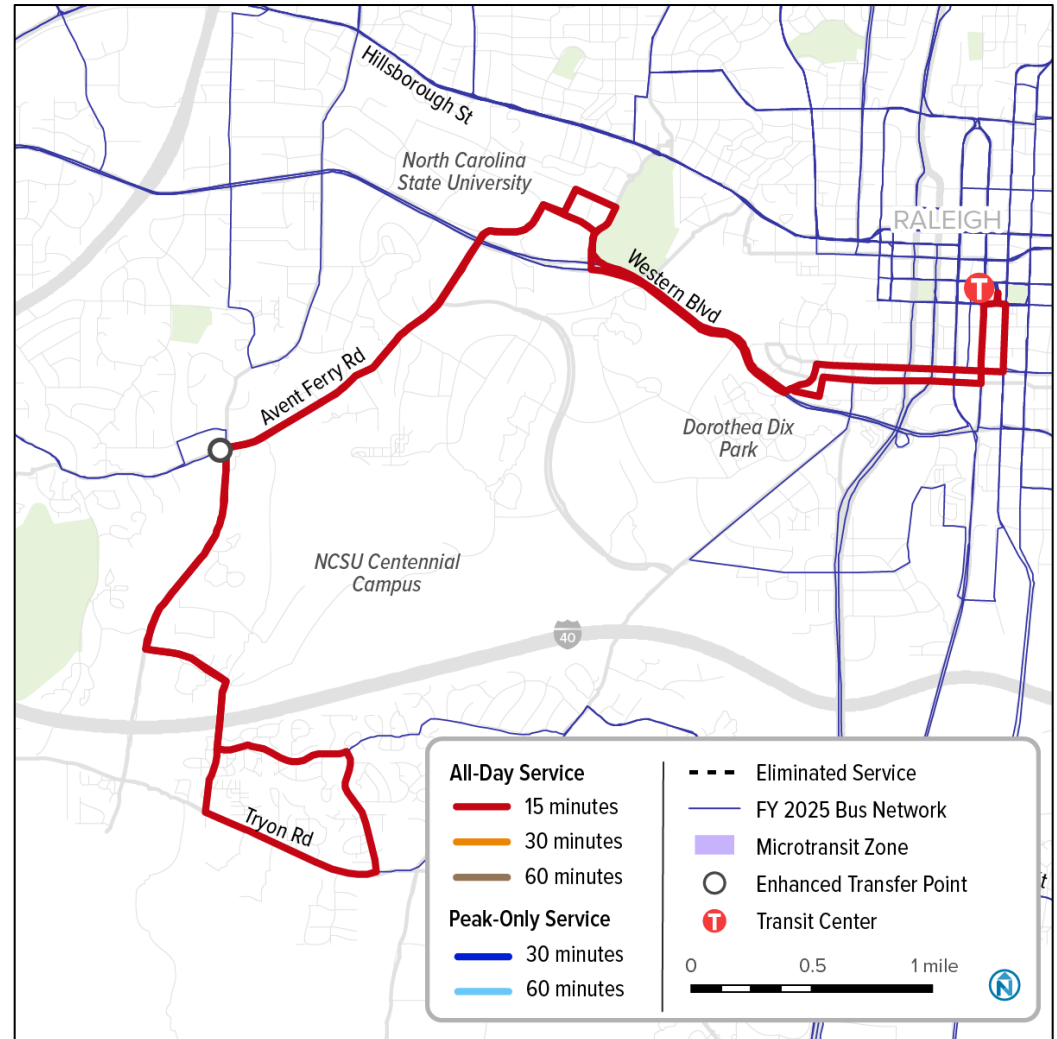 Hillsborough St
North Carolina
State University
RALEIGH
T
Western Blvd
Avent Ferry Rd
Dorothea Dix
Park
NCSU Centennial
Campus
40
Tryon Rd
All-Day Service
15 minutes
30 minutes
60 minutes
Peak-Only Service
30 minutes
60 minutes
Eliminated Service
FY 2025 Bus Network
Microtransit Zone
Enhanced Transfer Point
T Transit Center
0 0.5 1 mile
N